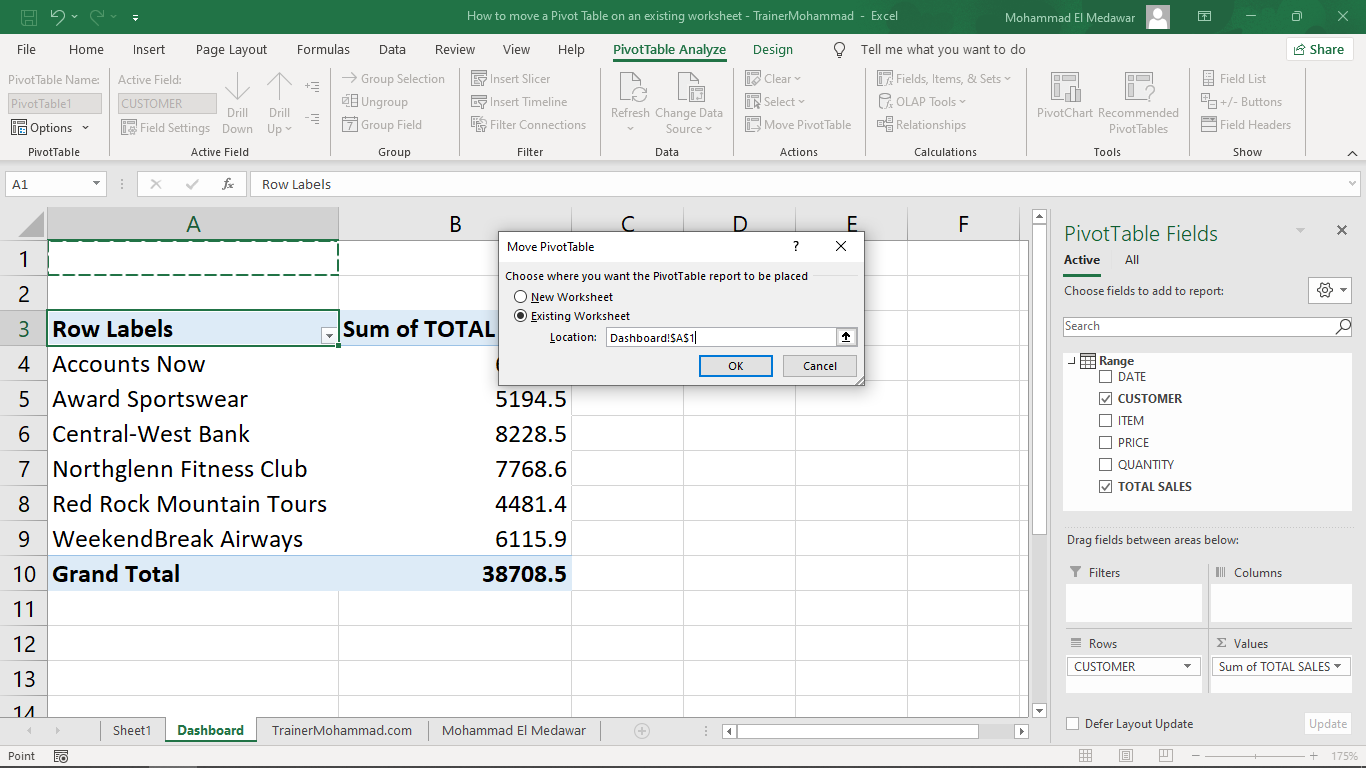 How to move a Pivot Table on an existing worksheet - TrainerMohammad - Excel
Mohammad El Medawar
File Home Insert Page Layout Formulas Data Review View Help PivotTable Analyze Design Tell me what you want to do Share
PivotTable Name:
PivotTable1
Options
PivotTable
Active Field:
CUSTOMER
Field Settings
Drill Down
Drill Up
Active Field
Group Selection
Ungroup
Group Field
Group
Insert Slicer
Insert Timeline
Filter Connections
Filter
Refresh
Change Data Source
Data
Clear
Select
Move PivotTable
Actions
Fields, Items, & Sets
OLAP Tools
Relationships
Calculations
PivotChart
Recommended PivotTables
Tools
Field List
+/- Buttons
Field Headers
Show
A1
fx
Row Labels
A B C D E F
1
2
3 Row Labels Sum of TOTAL
4 Accounts Now
5 Award Sportswear 5194.5
6 Central-West Bank 8228.5
7 Northglenn Fitness Club 7768.6
8 Red Rock Mountain Tours 4481.4
9 WeekendBreak Airways 6115.9
10 Grand Total 38708.5
11
12
13
14
Move PivotTable ?
Choose where you want the PivotTable report to be placed
New Worksheet
Existing Worksheet
Location: Dashboard!$A$1
OK Cancel
PivotTable Fields
Active All
Choose fields to add to report:
Search
Range
DATE
CUSTOMER
ITEM
PRICE
QUANTITY
TOTAL SALES
Drag fields between areas below:
Filters
Columns
Rows
CUSTOMER
Σ Values
Sum of TOTAL SALES
Defer Layout Update Update
Sheet1 Dashboard TrainerMohammad.com Mohammad El Medawar
Point
175%